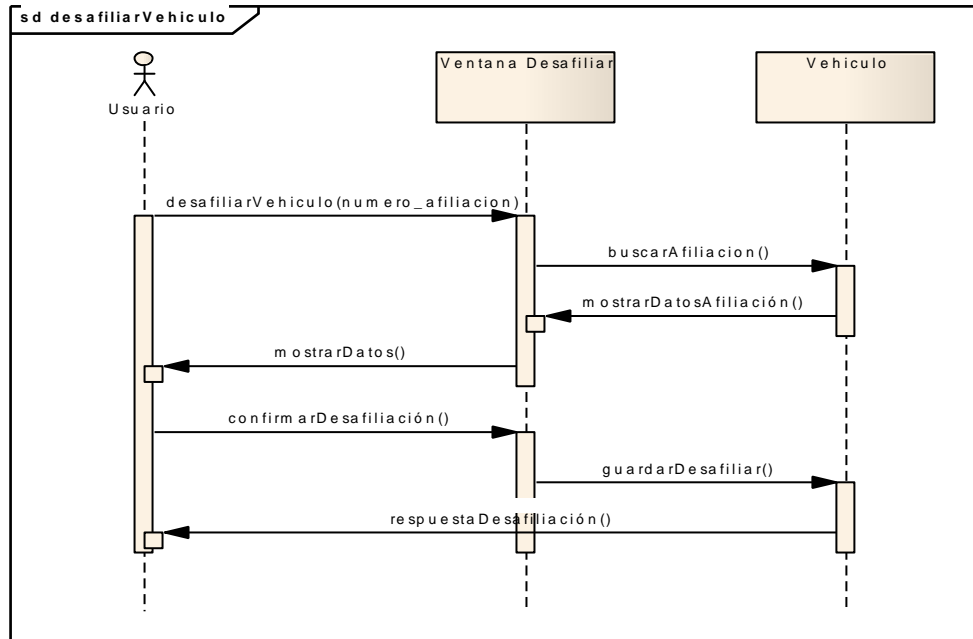 sd desafiliarVehiculo
Usuario
Ventana Desafiliar
Vehiculo
desafiliarVehiculo(numero_afiliacion)
buscarAfiliacion()
mostrarDatosAfiliación()
mostrarDatos()
confirmarDesafiliación()
guardarDesafiliar()
respuestaDesafiliación()